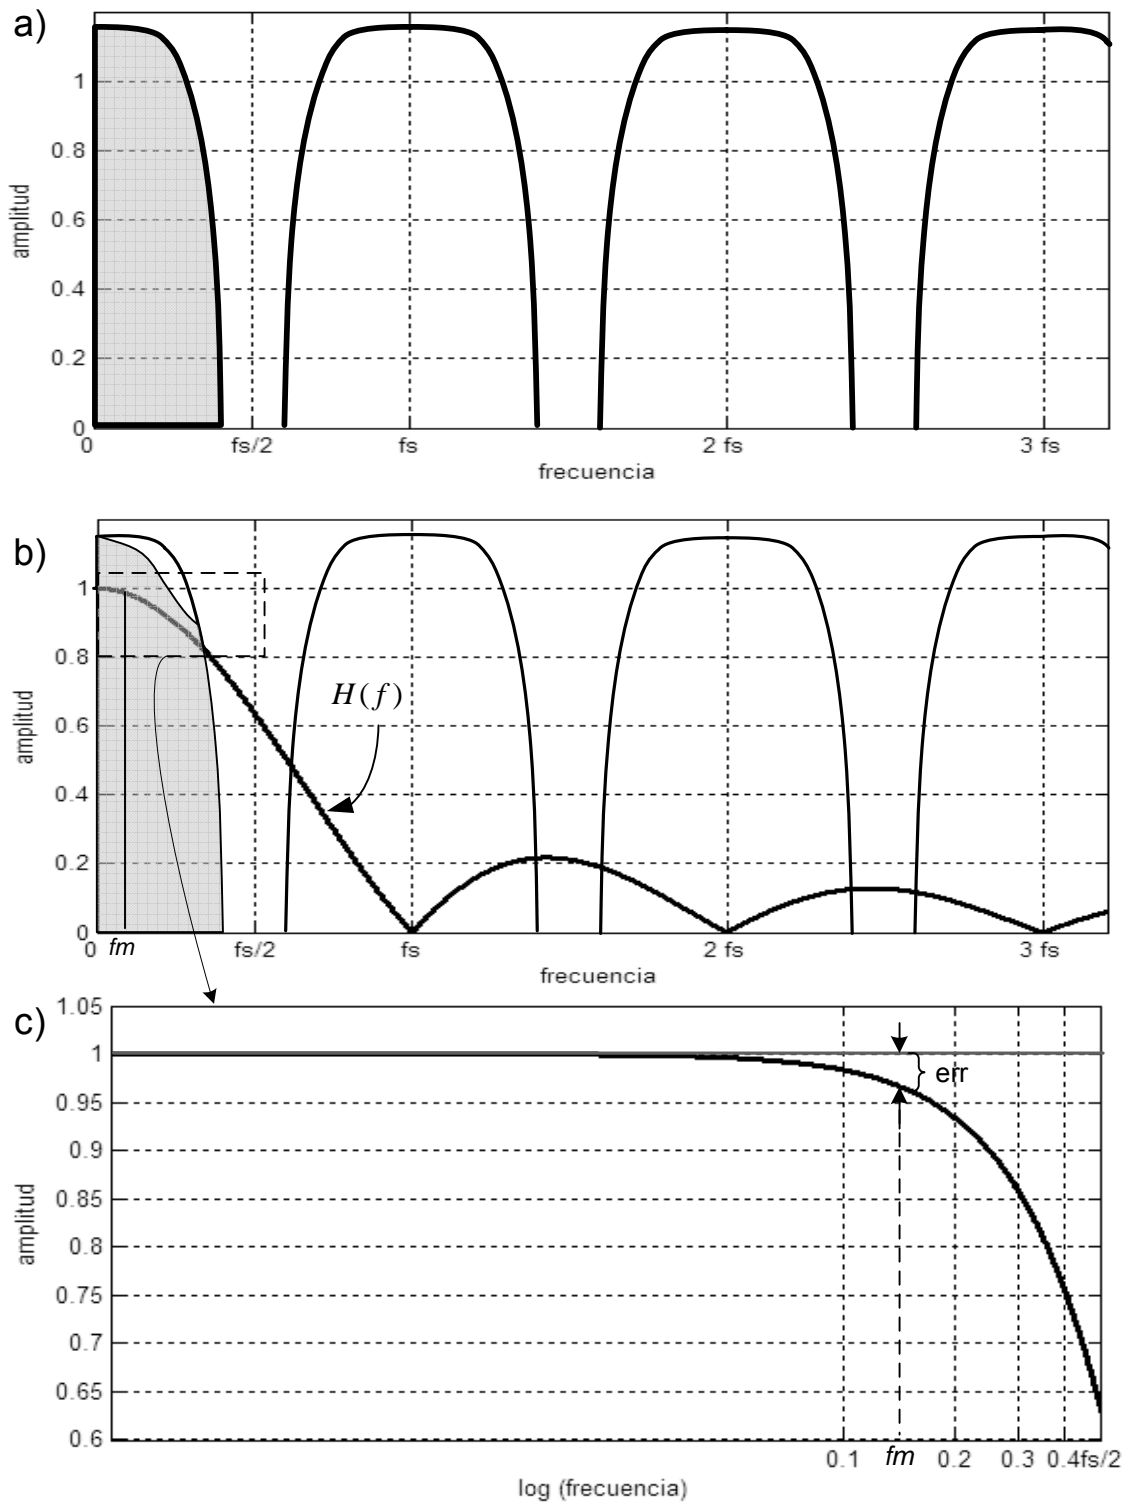 a)
amplitud
1
0.8
0.6
0.4
0.2
0
0 fs/2 fs 2 fs 3 fs
frecuencia
b)
amplitud
1
0.8
0.6
0.4
0.2
0
H(f)
0 fm fs/2 fs 2 fs 3 fs
frecuencia
c)
amplitud
1.05
1
0.95
0.9
0.85
0.8
0.75
0.7
0.65
0.6
err
0.1 fm 0.2 0.3 0.4 fs/2
log (frecuencia)